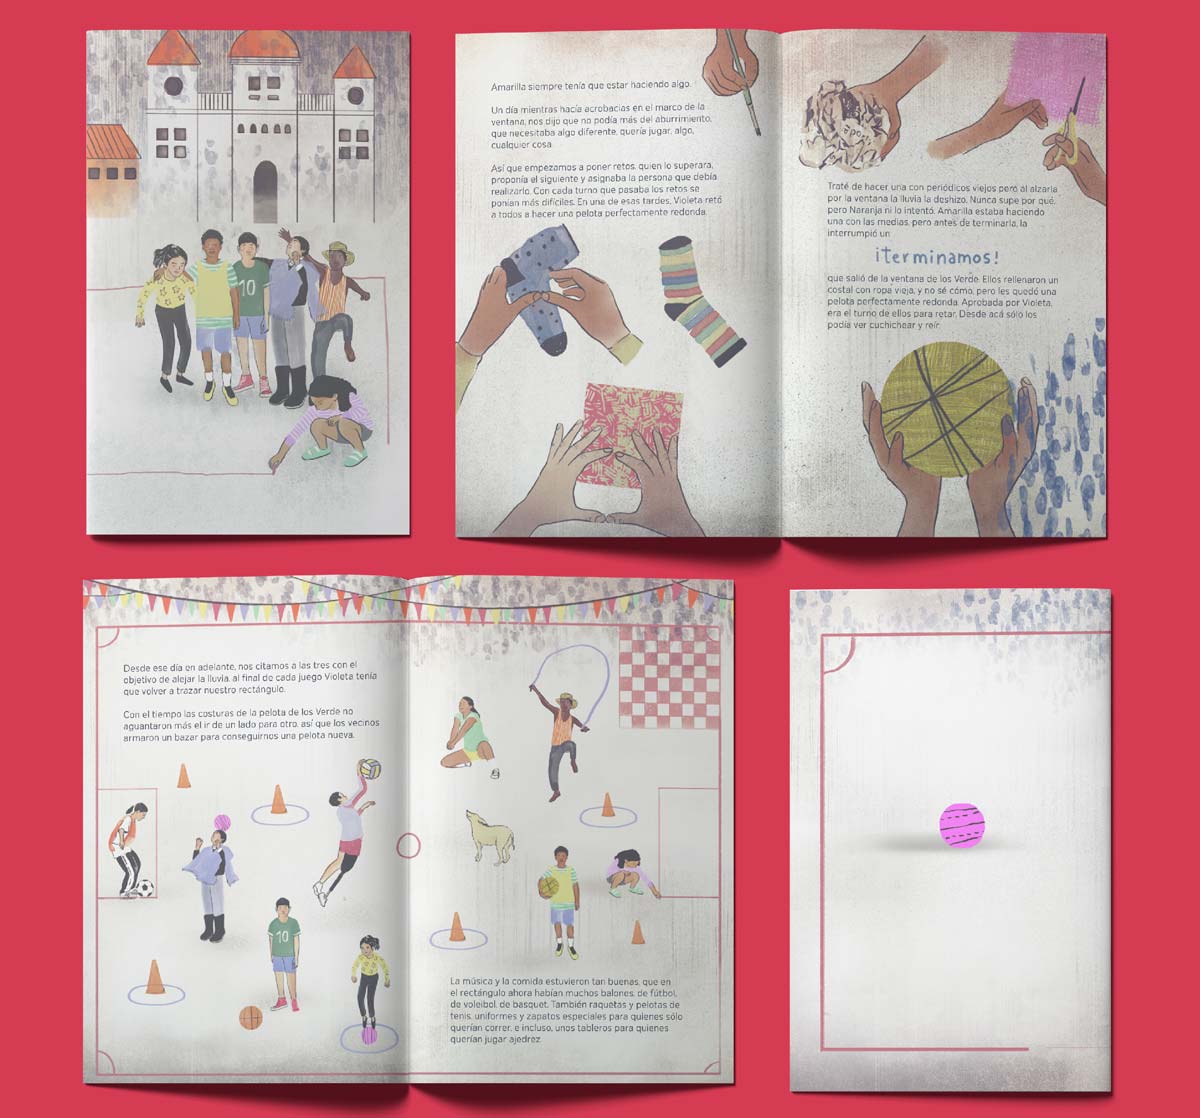 10
Amarilla siempre tenía que estar haciendo algo.
Un día mientras hacía acrobacias en el marco de la
ventana, nos dijo que no podía más del aburrimiento,
que necesitaba algo diferente, quería jugar, algo,
cualquier cosa.
Así que empezamos a poner retos, quien lo superara,
proponía el siguiente y asignaba la persona que debía
realizarlo. Con cada turno que pasaba los retos se
ponían más difíciles. En una de esas tardes, Violeta retó
a todos a hacer una pelota perfectamente redonda.
Traté de hacer una con periódicos viejos pero al alzarla
por la ventana la lluvia la deshizo. Nunca supe por qué,
pero Naranja ni lo intentó. Amarilla estaba haciendo
una con las medias, pero antes de terminarla, la
interrumpió un
¡terminamos!
que salió de la ventana de los Verde. Ellos rellenaron un
costal con ropa vieja, y no sé cómo, pero les quedó una
pelota perfectamente redonda. Aprobada por Violeta,
era el turno de ellos para retar. Desde acá sólo los
podía ver cuchichear y reír.
Desde ese día en adelante, nos citamos a las tres con el
objetivo de alejar la lluvia, al final de cada juego Violeta tenía
que volver a trazar nuestro rectángulo.
Con el tiempo las costuras de la pelota de los Verde no
aguantaron más el ir de un lado para otro, así que los vecinos
armaron un bazar para conseguirnos una pelota nueva.
10
La música y la comida estuvieron tan buenas, que en
el rectángulo ahora habían muchos balones, de fútbol,
de voleibol, de basquet. También raquetas y pelotas de
tenis, uniformes y zapatos especiales para quienes sólo
querían correr, e incluso, unos tableros para quienes
querían jugar ajedrez.